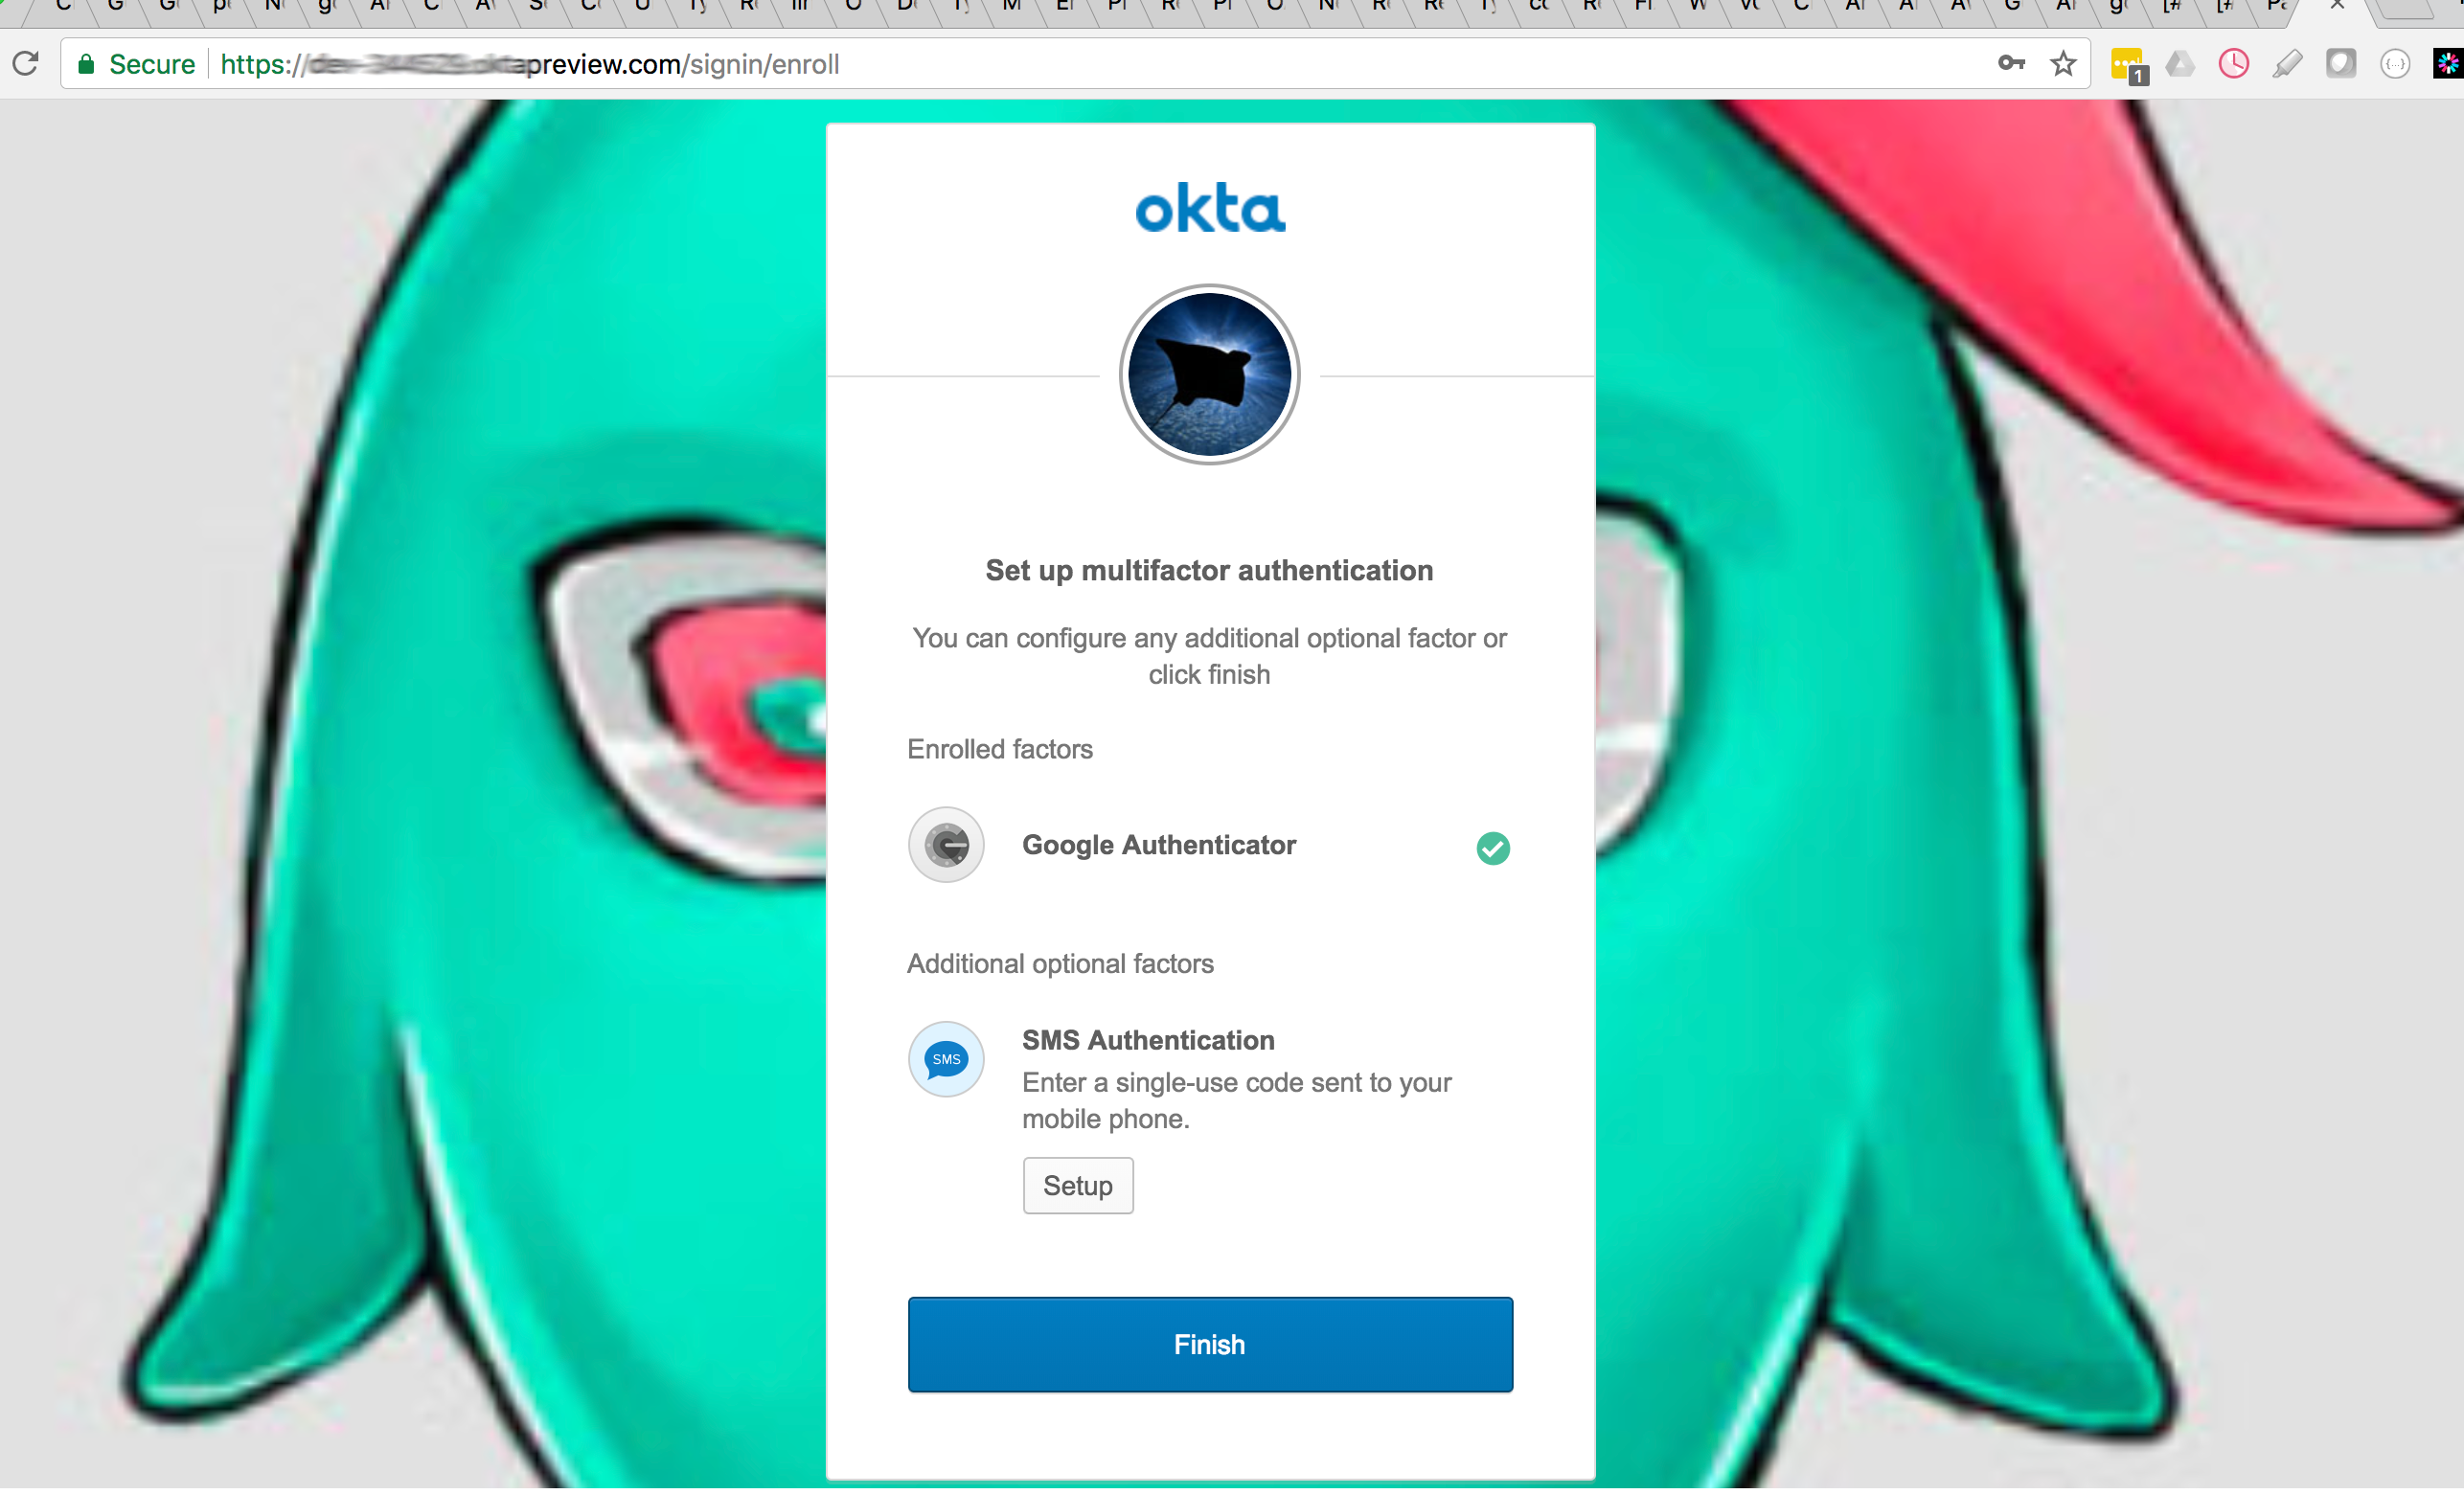 Secure
https://
oktapreview.com/signin/enroll
1
okta
Set up multifactor authentication
You can configure any additional optional factor or
click finish
Enrolled factors
Google Authenticator
Additional optional factors
SMS
SMS Authentication
Enter a single-use code sent to your
mobile phone.
Setup
Finish